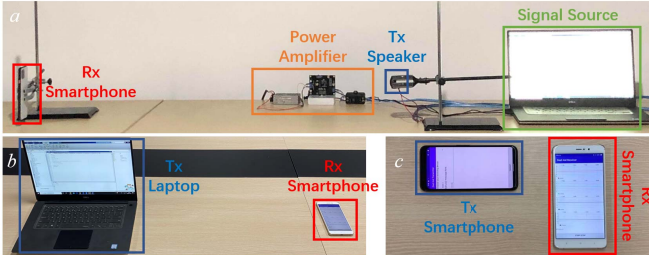 a
Rx
Smartphone
Power
Amplifier
Tx
Speaker
Signal Source
b
Tx
Laptop
Rx
Smartphone
c
Tx
Smartphone
Rx
Smartphone